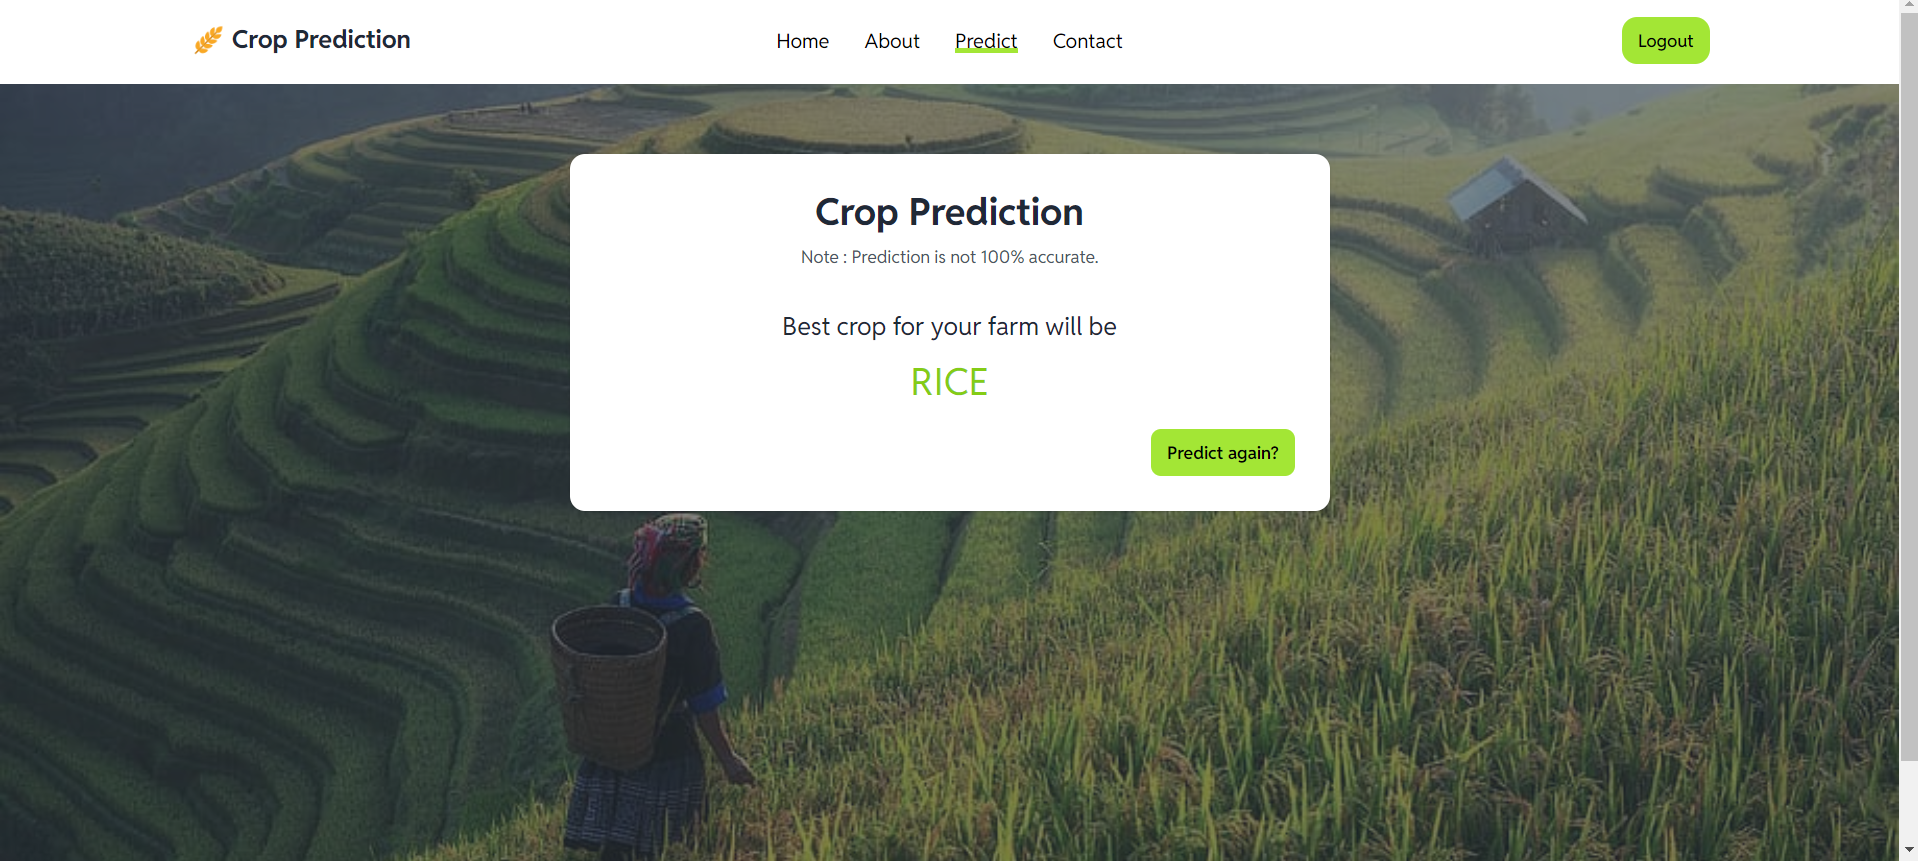 Crop Prediction
Home
About
Predict
Contact
Logout
Crop Prediction
Note : Prediction is not 100% accurate.
Best crop for your farm will be
RICE
Predict again?